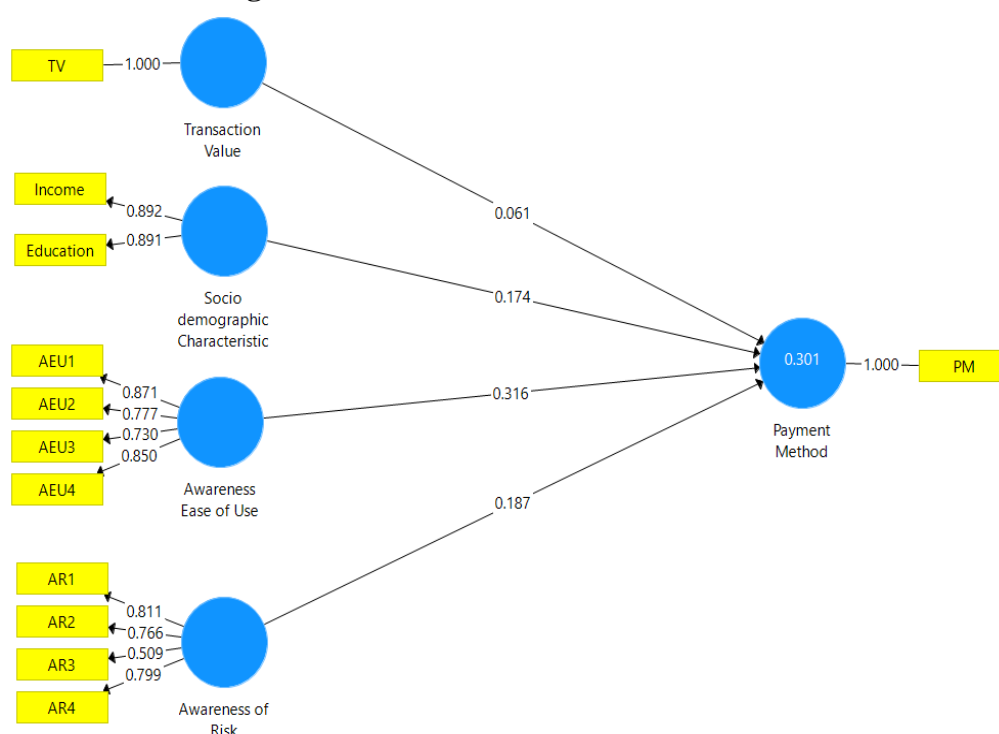 TV
1.000
Transaction
Value
0.061
Income
0.892
Education
0.891
Socio
demographic
Characteristic
0.174
AEU1
0.871
AEU2
0.777
AEU3
0.730
AEU4
0.850
Awareness
Ease of Use
0.316
0.301
1.000
PM
Payment
Method
AR1
0.811
AR2
0.766
AR3
0.509
AR4
0.799
Awareness of
Risk
0.187